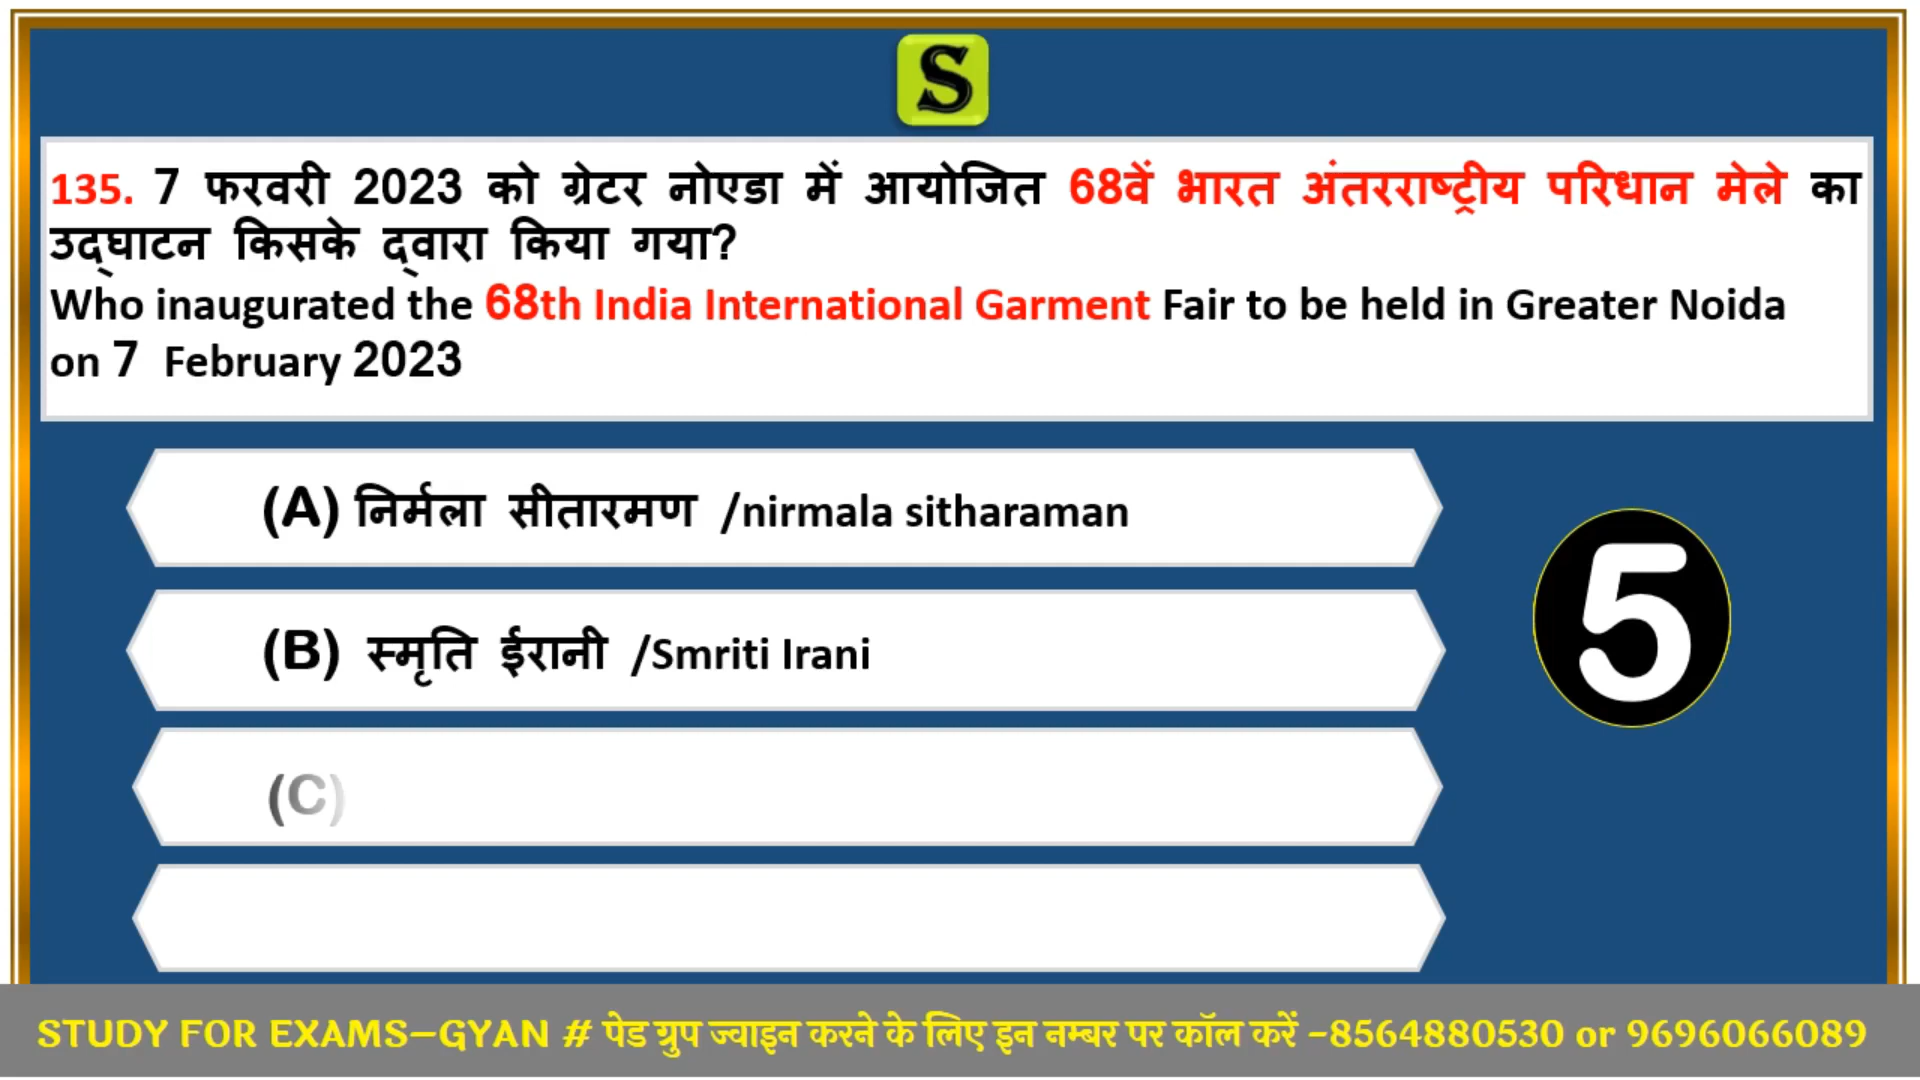 S
135. 7 फरवरी 2023 को ग्रेटर नोएडा में आयोजित 68वें भारत अंतरराष्ट्रीय परिधान मेले का
उद्घाटन किसके द्वारा किया गया?
Who inaugurated the 68th India International Garment Fair to be held in Greater Noida
on 7 February 2023
(A) निर्मला सीतारमण /nirmala sitharaman
(B) स्मृति ईरानी /Smriti Irani
5
(C)
STUDY FOR EXAMS–GYAN # पेड ग्रुप ज्वाइन करने के लिए इन नम्बर पर कॉल करें -8564880530 or 9696066089